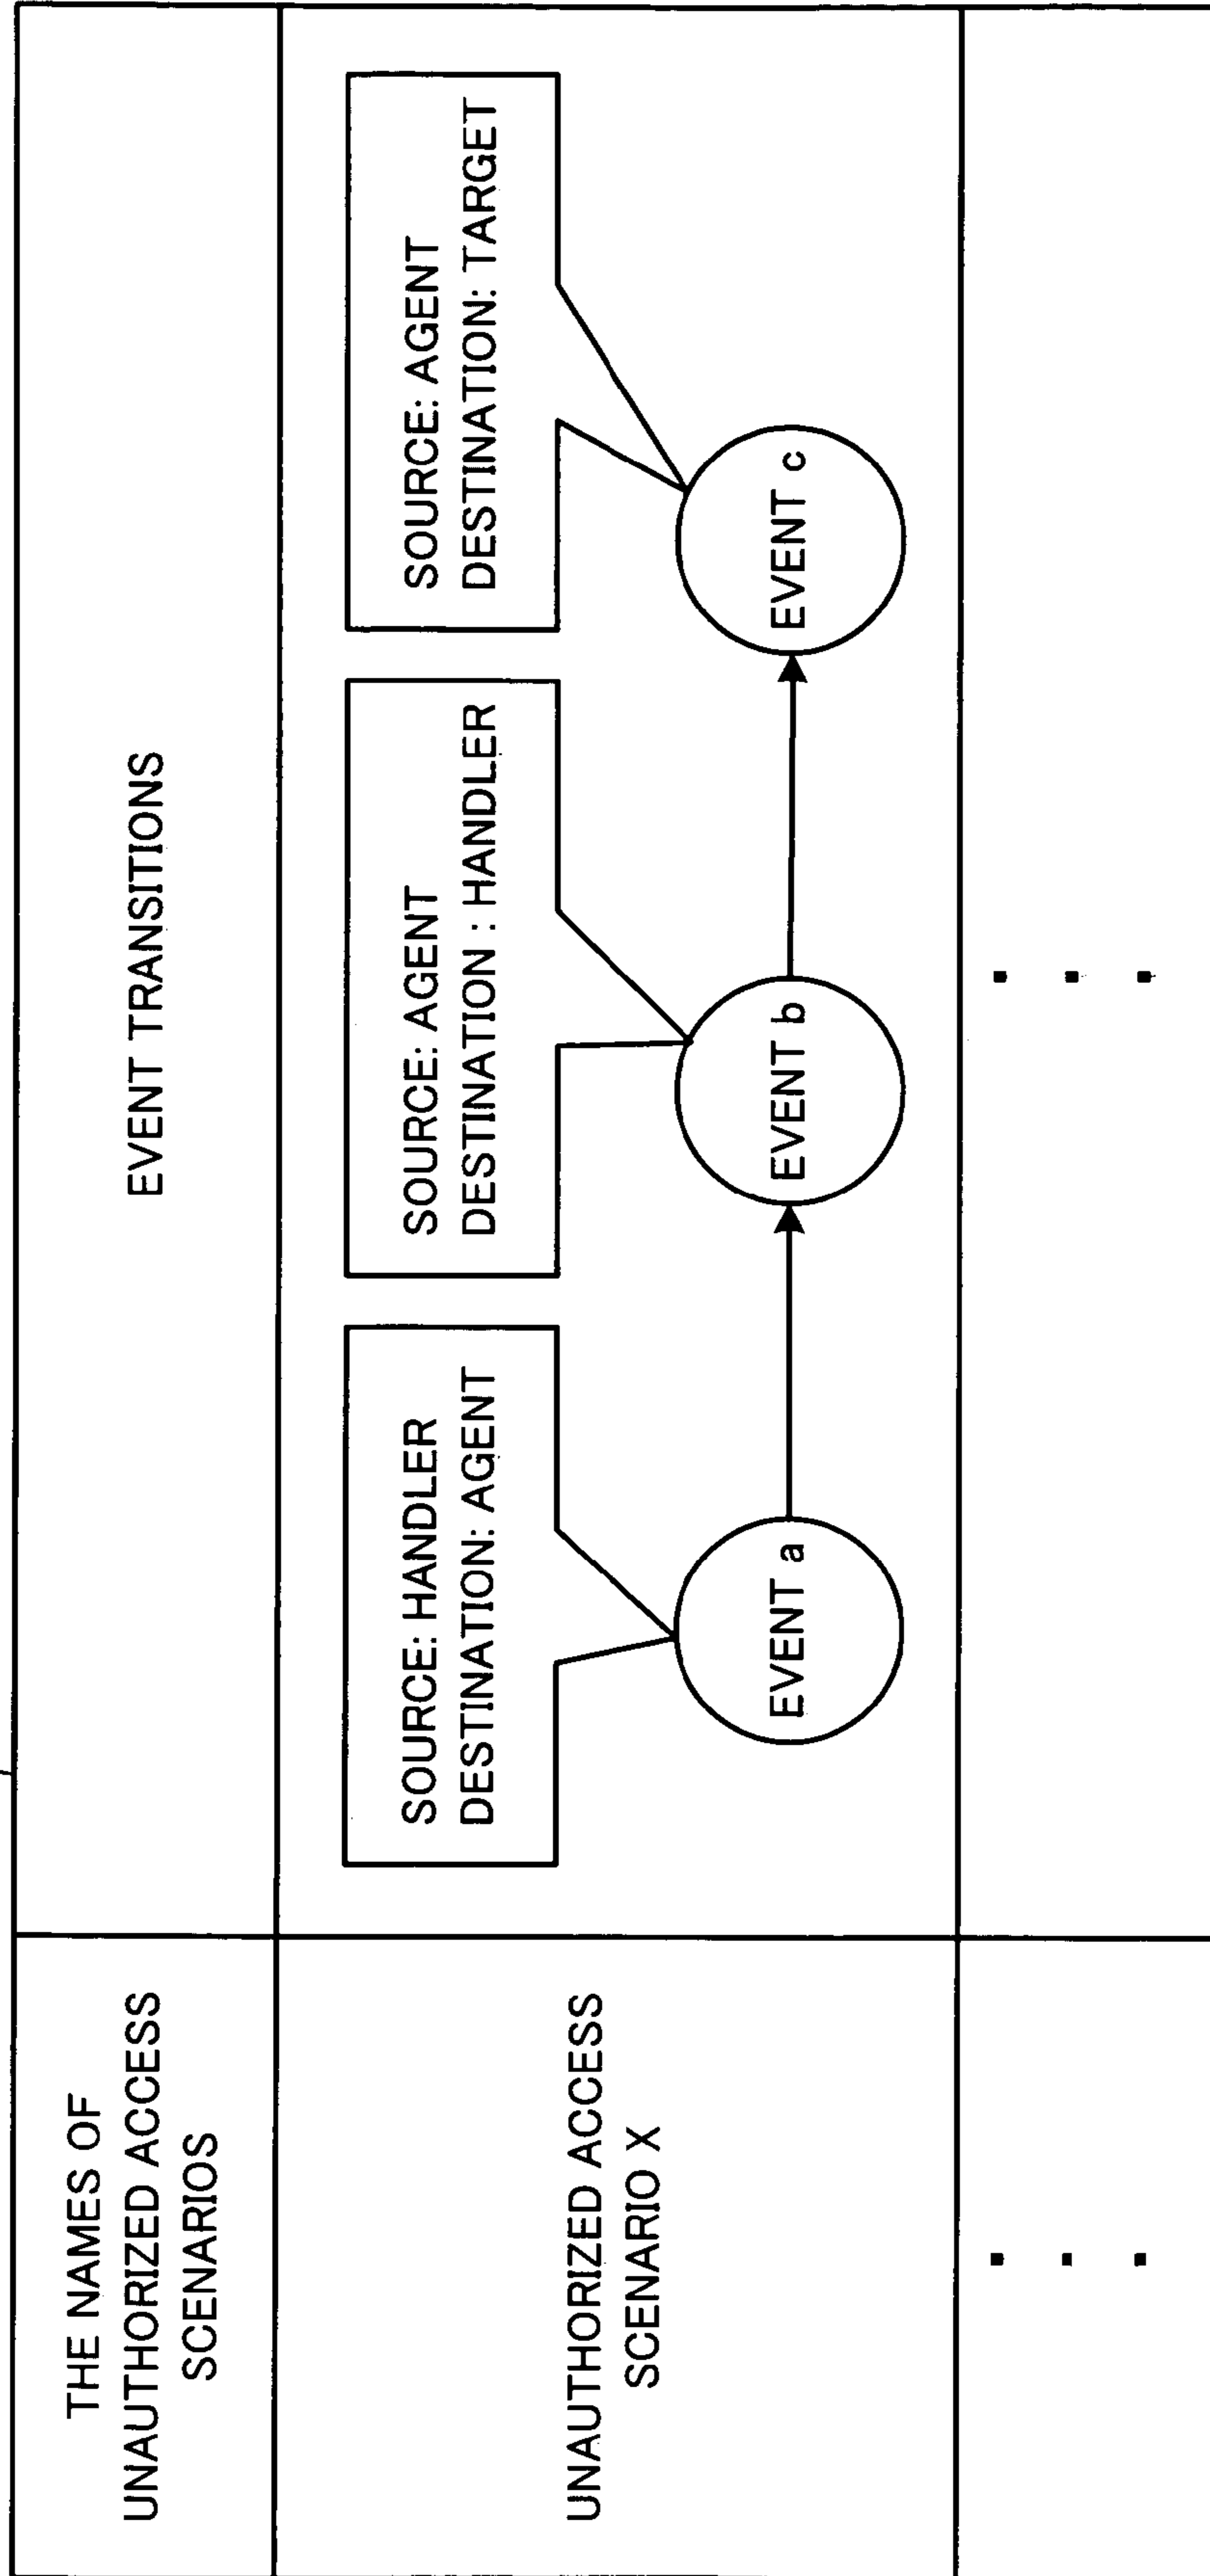 THE NAMES OF
UNAUTHORIZED ACCESS
SCENARIOS
EVENT TRANSITIONS
UNAUTHORIZED ACCESS
SCENARIO X
SOURCE: HANDLER
DESTINATION: AGENT
SOURCE: AGENT
DESTINATION : HANDLER
SOURCE: AGENT
DESTINATION: TARGET
EVENT a
EVENT b
EVENT c